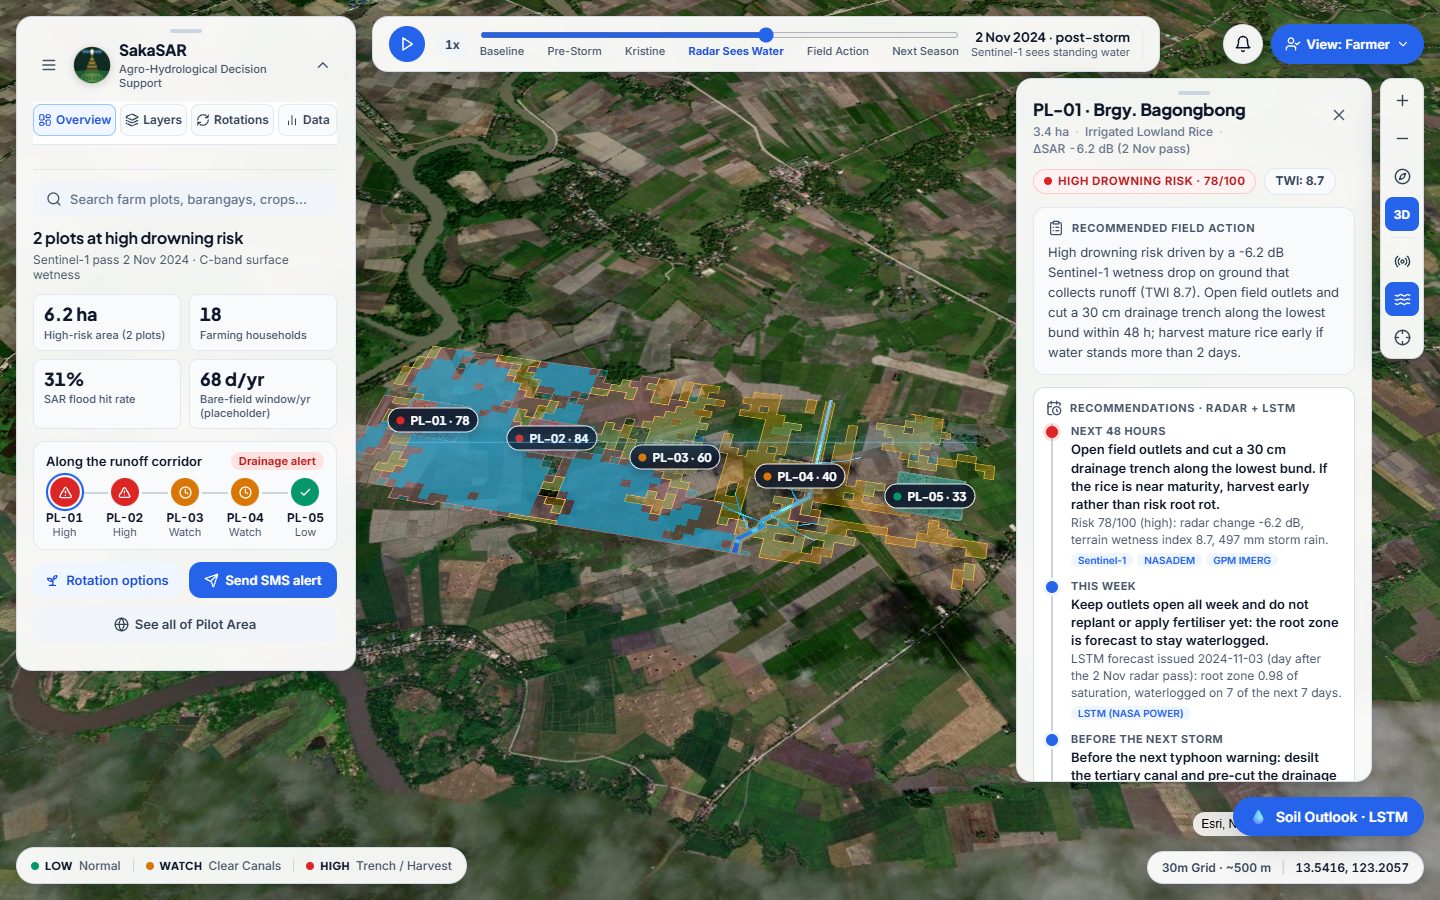 SakaSAR
Agro-Hydrological Decision
Support
Overview
Layers
Rotations
Data
Search farm plots, barangays, crops...
2 plots at high drowning risk
Sentinel-1 pass 2 Nov 2024 · C-band surface
wetness
6.2 ha
High-risk area (2 plots)
18
Farming households
31%
SAR flood hit rate
68 d/yr
Bare-field window/yr
(placeholder)
Along the runoff corridor
Drainage alert
PL-01
High
PL-02
High
PL-03
Watch
PL-04
Watch
PL-05
Low
Rotation options
Send SMS alert
See all of Pilot Area
1x
Baseline
Pre-Storm
Kristine
Radar Sees Water
Field Action
Next Season
2 Nov 2024 · post-storm
Sentinel-1 sees standing water
View: Farmer
PL-01 · 78
PL-02 · 84
PL-03 · 60
PL-04 · 40
PL-05 · 33
PL-01 · Brgy. Bagongbong
3.4 ha · Irrigated Lowland Rice ·
ΔSAR -6.2 dB (2 Nov pass)
HIGH DROWNING RISK · 78/100
TWI: 8.7
RECOMMENDED FIELD ACTION
High drowning risk driven by a -6.2 dB
Sentinel-1 wetness drop on ground that
collects runoff (TWI 8.7). Open field outlets and
cut a 30 cm drainage trench along the lowest
bund within 48 h; harvest mature rice early if
water stands more than 2 days.
RECOMMENDATIONS · RADAR + LSTM
NEXT 48 HOURS
Open field outlets and cut a 30 cm
drainage trench along the lowest bund. If
the rice is near maturity, harvest early
rather than risk root rot.
Risk 78/100 (high): radar change -6.2 dB,
terrain wetness index 8.7, 497 mm storm rain.
Sentinel-1
NASADEM
GPM IMERG
THIS WEEK
Keep outlets open all week and do not
replant or apply fertiliser yet: the root zone
is forecast to stay waterlogged.
LSTM forecast issued 2024-11-03 (day after
the 2 Nov radar pass): root zone 0.98 of
saturation, waterlogged on 7 of the next 7 days.
LSTM (NASA POWER)
BEFORE THE NEXT STORM
Before the next typhoon warning: desilt
the tertiary canal and pre-cut the drainage
3D
Esri,
Soil Outlook · LSTM
LOW Normal
WATCH Clear Canals
HIGH Trench / Harvest
30m Grid · ~500 m
13.5416, 123.2057